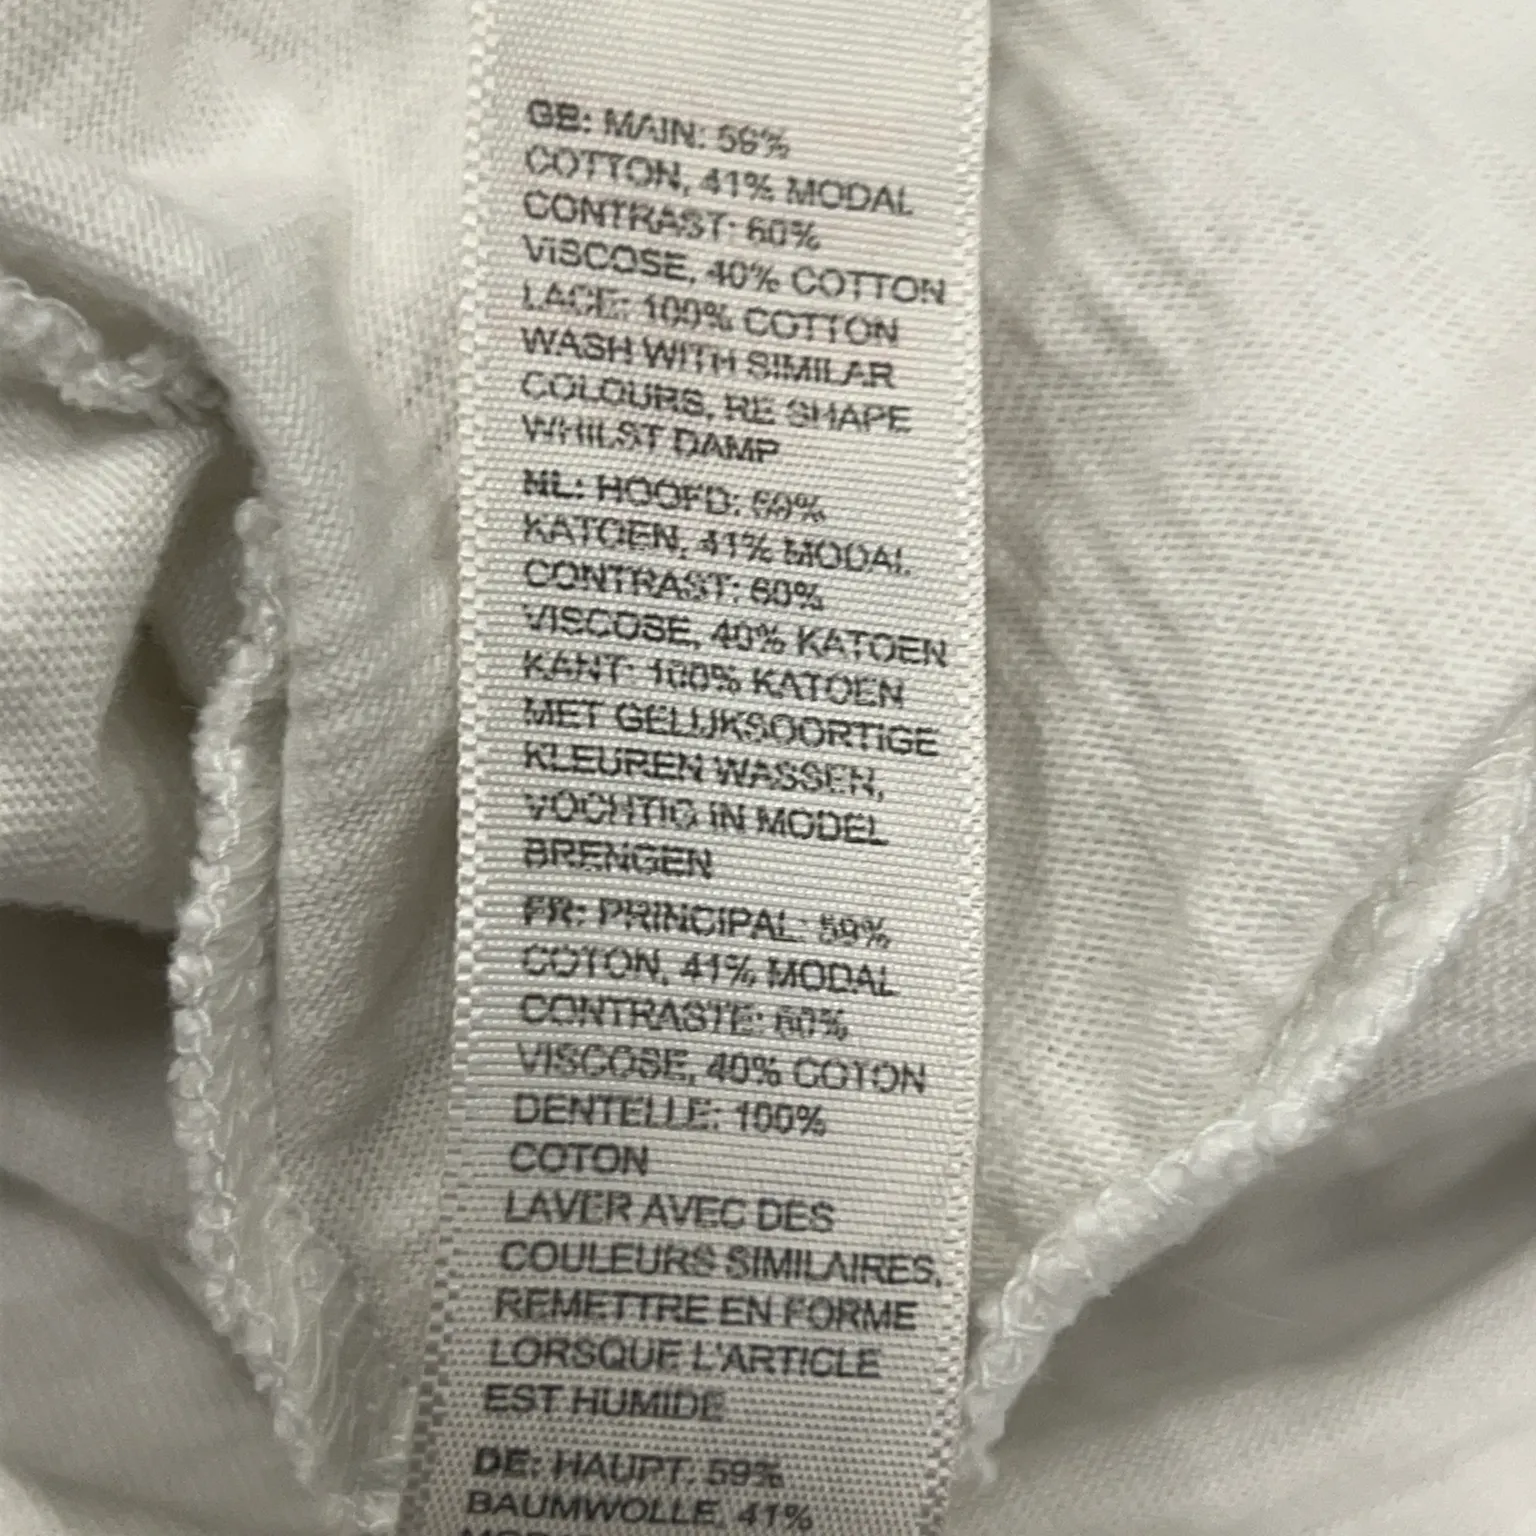 GB: MAIN: 59%
COTTON, 41% MODAL
CONTRAST: 60%
VISCOSE, 40% COTTON
LACE: 100% COTTON
WASH WITH SIMILAR
COLOURS, RE SHAPE
WHILST DAMP
NL: HOOFD: 59%
KATOEN, 41% MODAL
CONTRAST: 60%
VISCOSE, 40% KATOEN
KANT: 100% KATOEN
MET GELIJKSOORTIGE
KLEUREN WASSEN,
VOCHTIG IN MODEL
BRENGEN
FR: PRINCIPAL: 59%
COTON, 41% MODAL
CONTRASTE: 60%
VISCOSE, 40% COTON
DENTELLE: 100%
COTON
LAVER AVEC DES
COULEURS SIMILAIRES,
REMETTRE EN FORME
LORSQUE L'ARTICLE
EST HUMIDE
DE: HAUPT: 59%
BAUMWOLLE, 41%